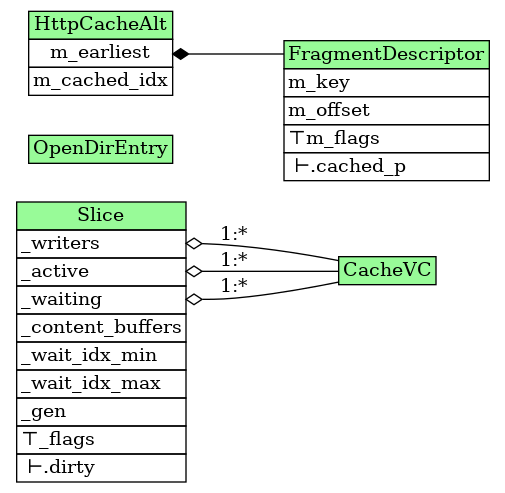 HttpCacheAlt
m_earliest
m_cached_idx
FragmentDescriptor
m_key
m_offset
⊤m_flags
⊢.cached_p
OpenDirEntry
Slice
_writers
_active
_waiting
_content_buffers
_wait_idx_min
_wait_idx_max
_gen
⊤_flags
⊢.dirty
1:*
1:*
1:*
CacheVC